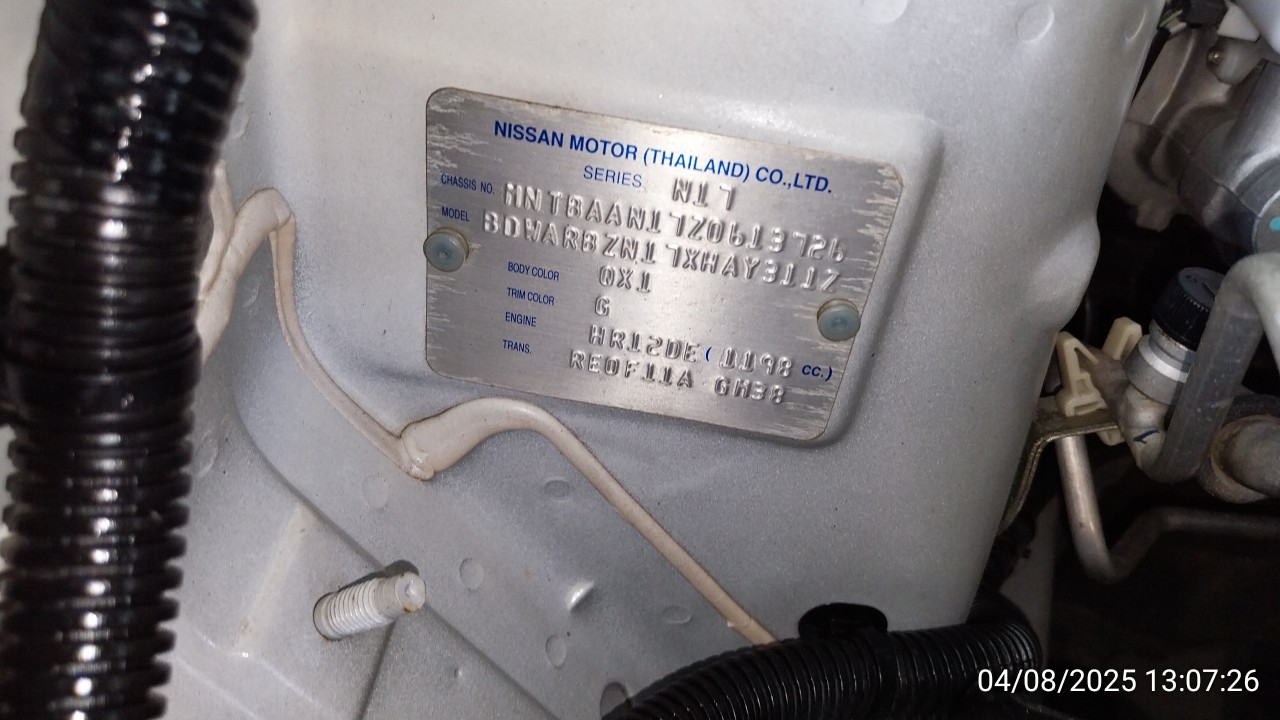 NISSAN MOTOR (THAILAND) CO.,LTD.
SERIES N17
CHASSIS NO. MNTBAAN17Z0613726
MODEL BDWARBZN17XHAY311Z
BODY COLOR QX1
TRIM COLOR G
ENGINE HR12DE ( 1198 cc.)
TRANS. RE0F11A GH38
04/08/2025 13:07:26